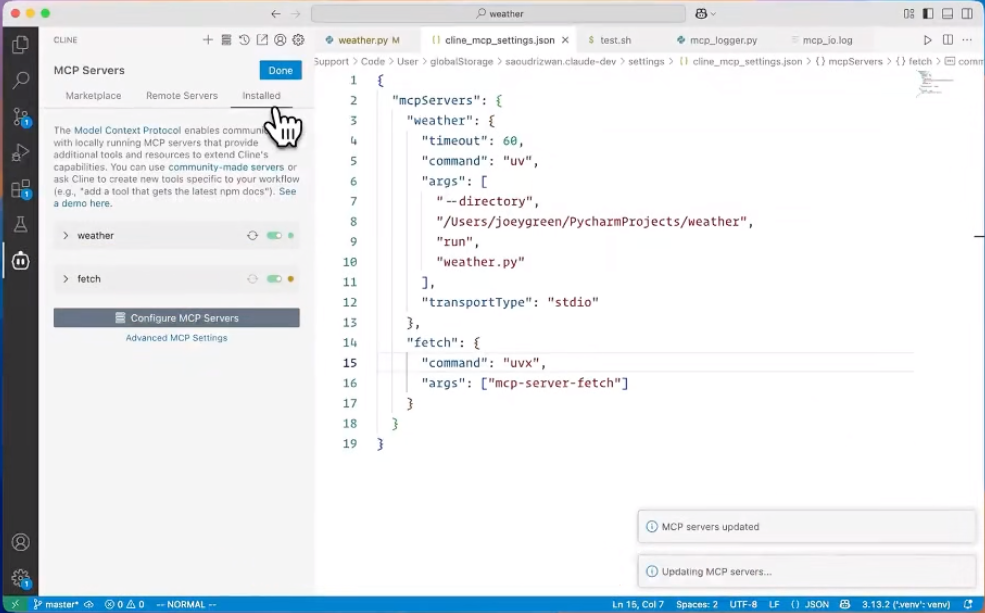 weather
CLINE
weather.py M
cline_mcp_settings.json
$ test.sh
mcp_logger.py
mcp_io.log
MCP Servers
Done
Marketplace
Remote Servers
Installed
The Model Context Protocol enables
with locally running MCP servers that provide
additional tools and resources to extend Cline's
capabilities. You can use community-made servers or
ask Cline to create new tools specific to your workflow
(e.g., "add a tool that gets the latest npm docs"). See
a demo here.
weather
fetch
Configure MCP Servers
Advanced MCP Settings
Support > Code > User > globalStorage > saoudrizwan.claude-dev > settings > {} cline_mcp_settings.json > {} mcpServers > {} fetch >
1 {
2 "mcpServers": {
3 "weather": {
4 "timeout": 60,
5 "command": "uv",
6 "args": [
7 "--directory",
8 "/Users/joeygreen/PycharmProjects/weather",
9 "run",
10 "weather.py"
11 ],
12 "transportType": "stdio"
13 },
14 "fetch": {
15 "command": "uvx",
16 "args": ["mcp-server-fetch"]
17 }
18 }
19 }
MCP servers updated
Updating MCP servers...
1
1
1
master*
0 0
-- NORMAL --
Ln 15, Col 7
Spaces: 2
UTF-8
LF
{} JSON
3.13.2 ('.venv': venv)